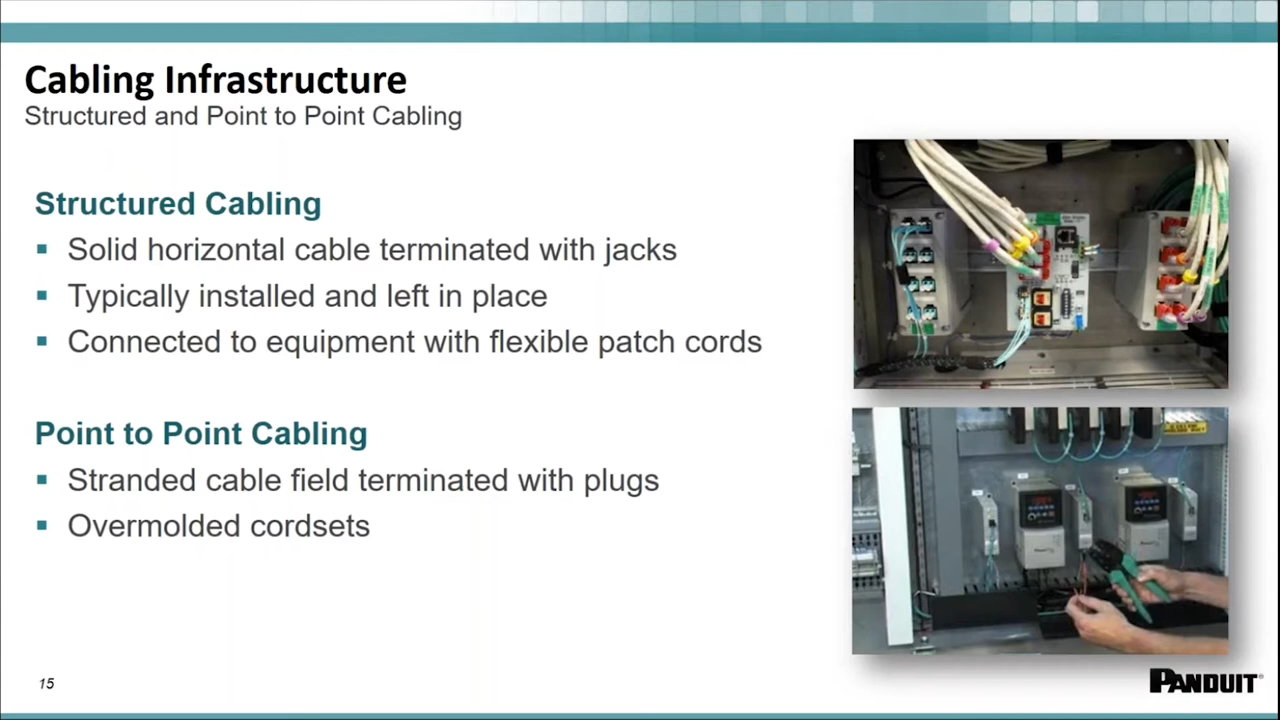 Cabling Infrastructure
Structured and Point to Point Cabling
Structured Cabling
▪ Solid horizontal cable terminated with jacks
▪ Typically installed and left in place
▪ Connected to equipment with flexible patch cords
Point to Point Cabling
▪ Stranded cable field terminated with plugs
▪ Overmolded cordsets
15
PANDUIT®